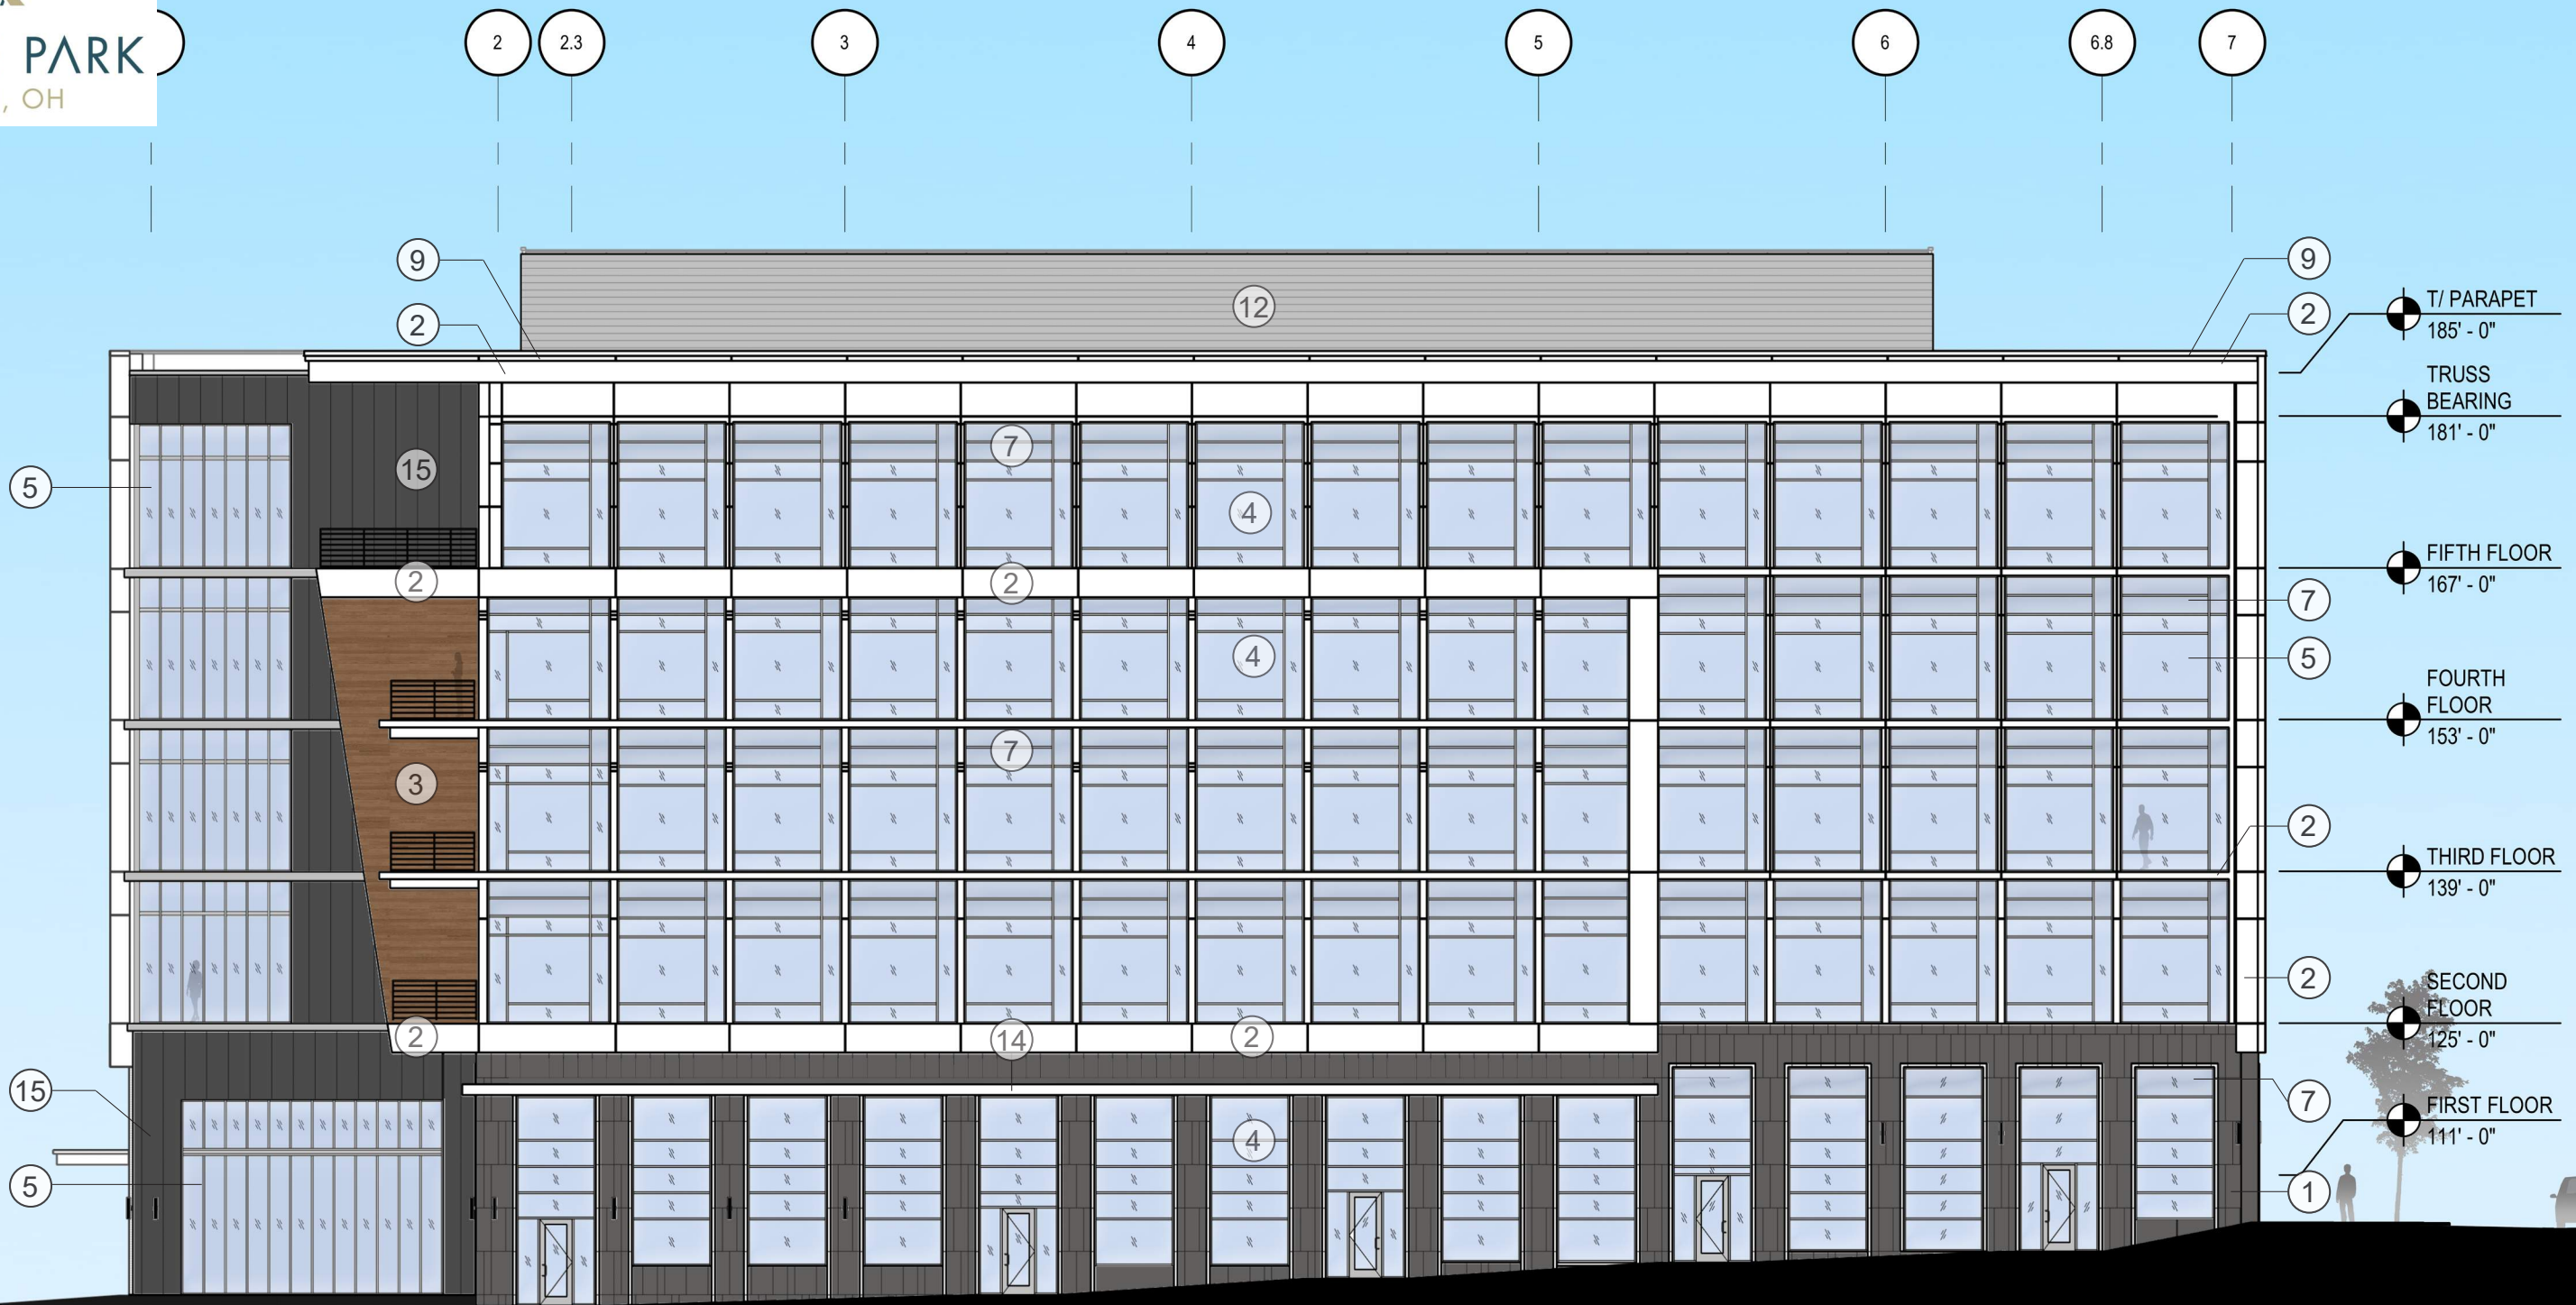 PARK
, OH
2
2.3
3
4
5
6
6.8
7
9
2
12
9
2
T/ PARAPET
185' - 0"
TRUSS
BEARING
181' - 0"
7
15
5
4
FIFTH FLOOR
167' - 0"
2
2
7
4
5
FOURTH
FLOOR
153' - 0"
7
3
2
THIRD FLOOR
139' - 0"
2
SECOND
FLOOR
125' - 0"
2
14
2
15
7
FIRST FLOOR
111' - 0"
4
5
1